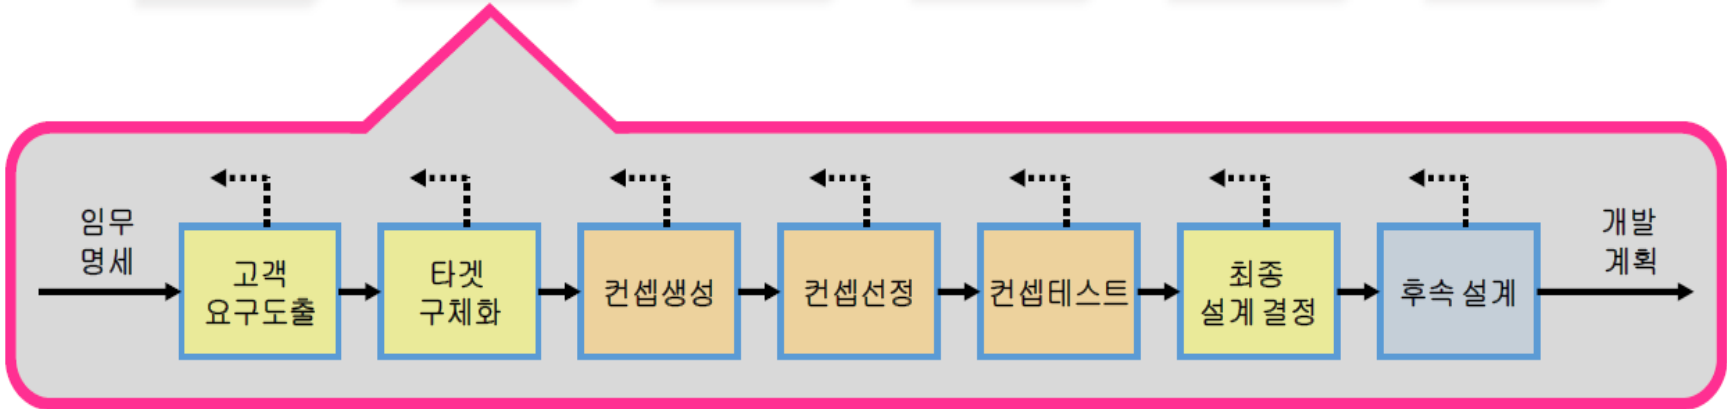 임무
명세
고객
요구도출
타겟
구체화
컨셉생성
컨셉선정
컨셉테스트
최종
설계 결정
후속 설계
개발
계획